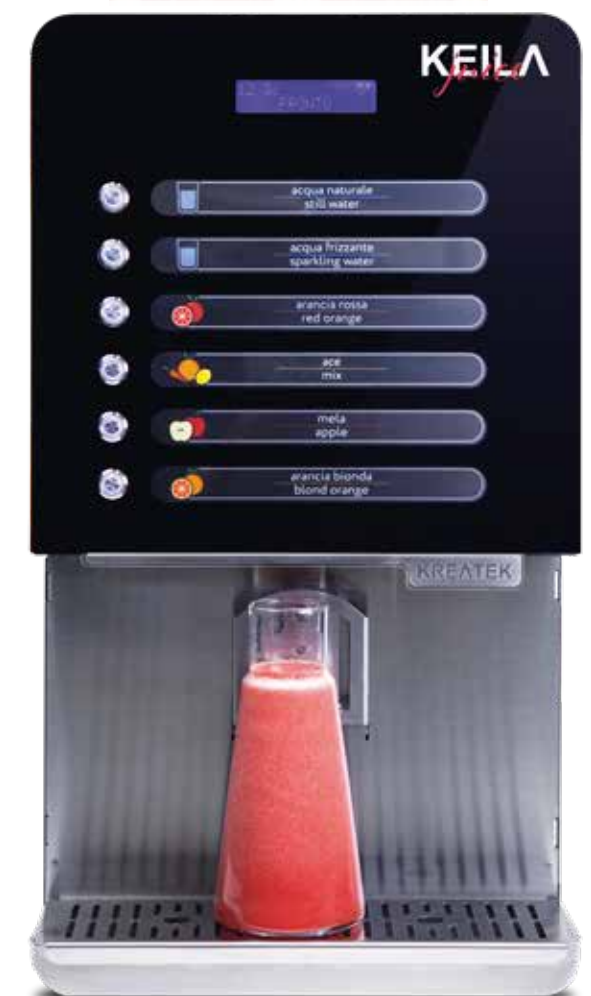 KEILA
juice
PRONTO
acqua naturale
still water
acqua frizzante
sparkling water
arancia rossa
red orange
ace
mix
mela
apple
arancia bionda
blond orange
KREATEK